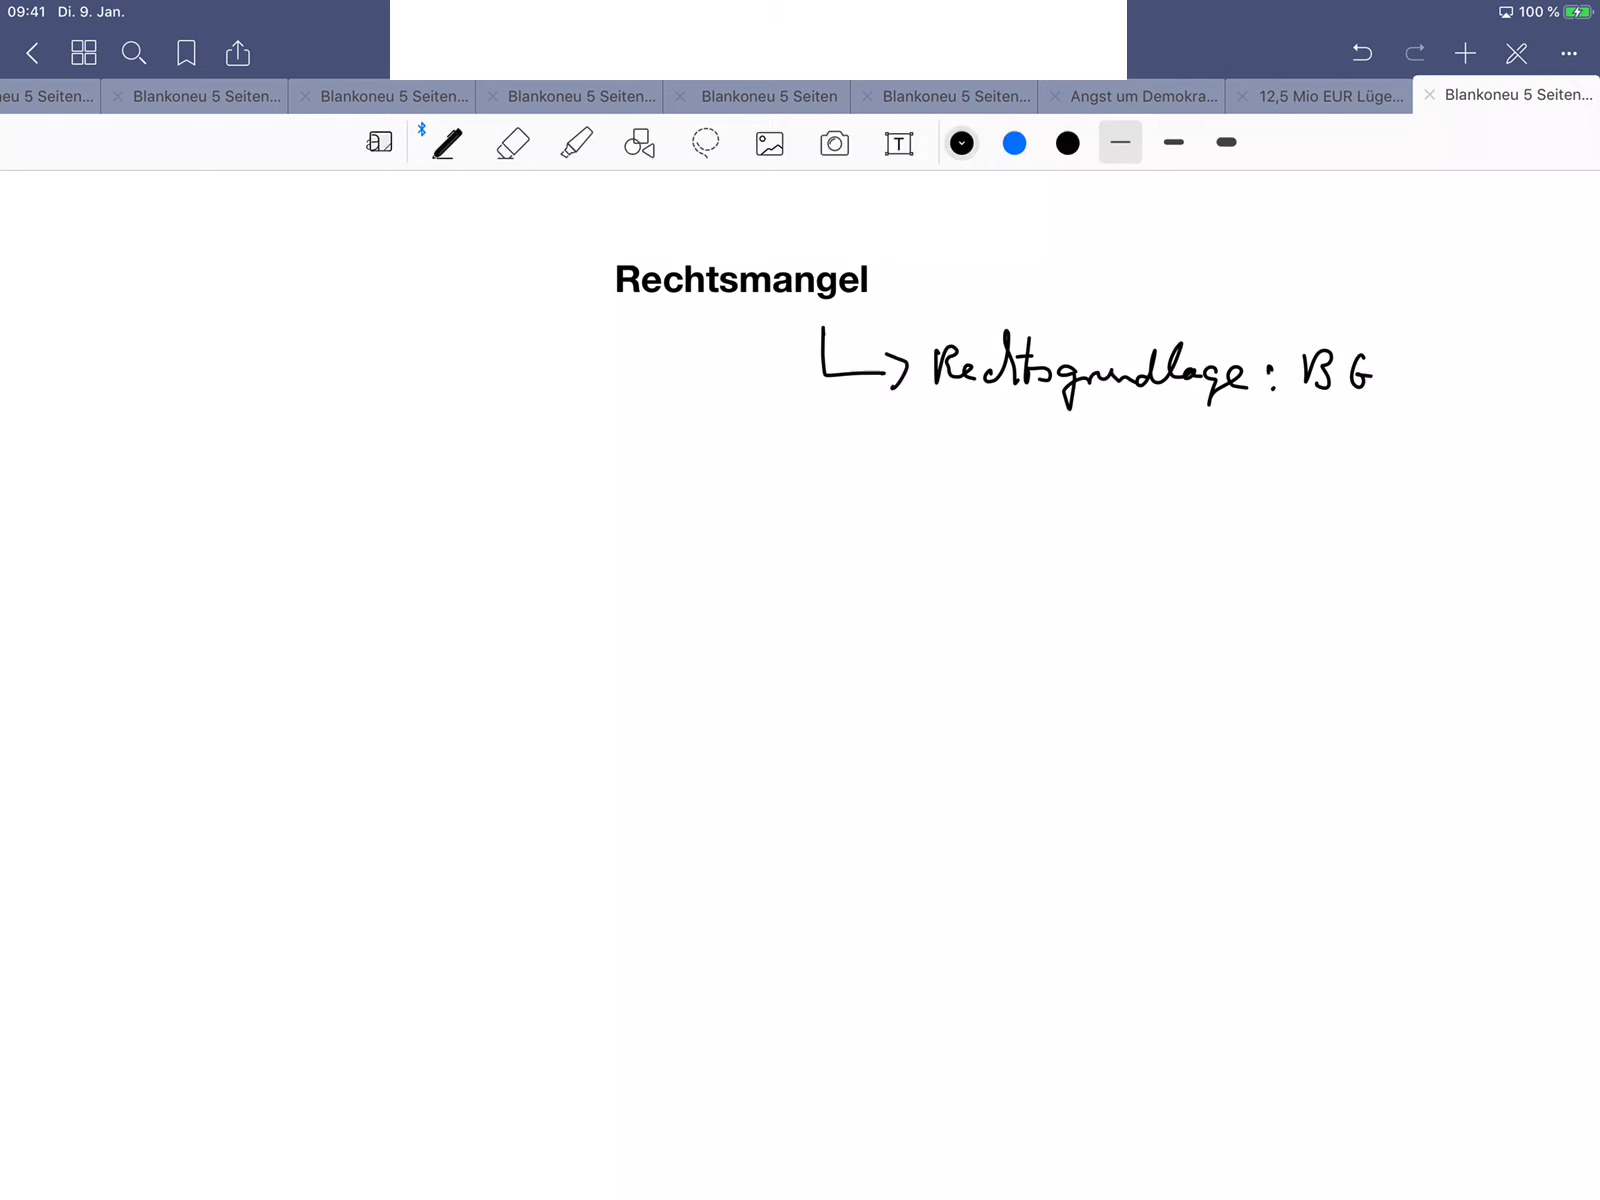 09:41 Di. 9. Jan. 100 %
eu 5 Seiten... Blankoneu 5 Seiten... Blankoneu 5 Seiten... Blankoneu 5 Seiten... Blankoneu 5 Seiten Blankoneu 5 Seiten... Angst um Demokra... 12,5 Mio EUR Lüge... Blankoneu 5 Seiten...
T
Rechtsmangel
Rechtsgrundlage: BG